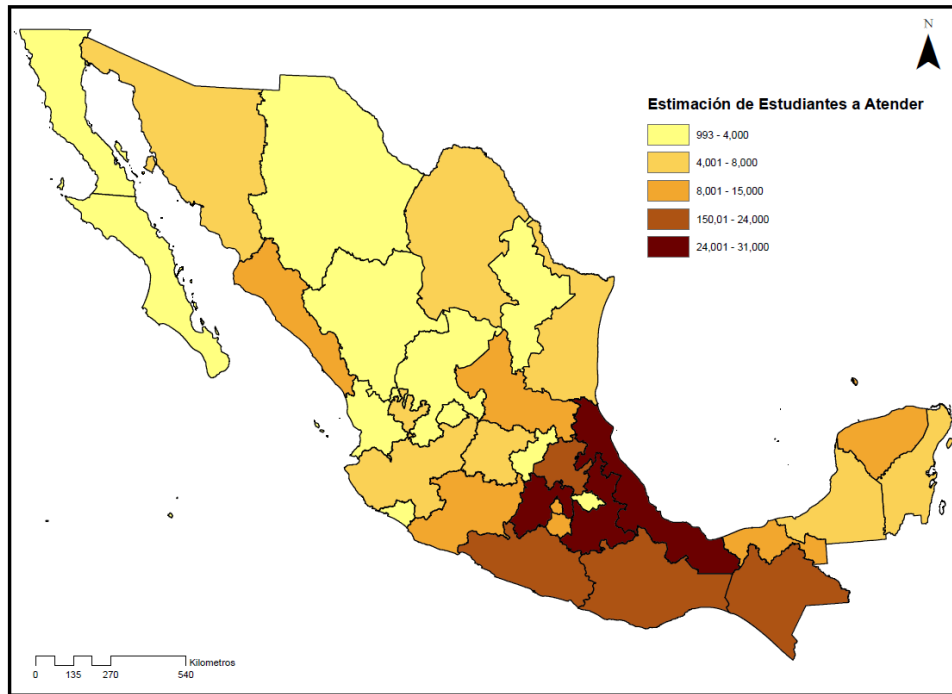 N
Estimación de Estudiantes a Atender
993 - 4,000
4,001 - 8,000
8,001 - 15,000
150,01 - 24,000
24,001 - 31,000
Kilometros
0 135 270 540